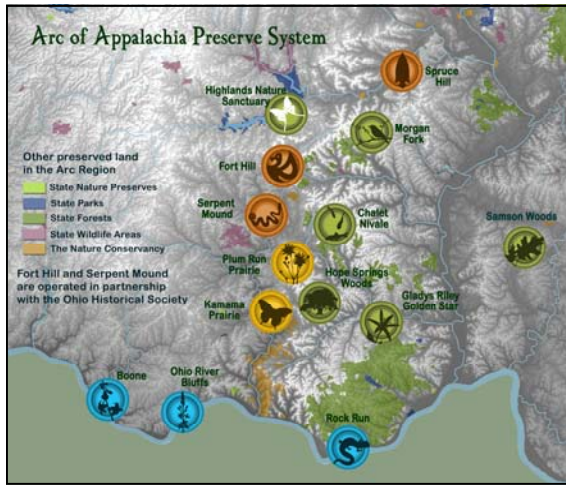 Arc of Appalachia Preserve System
Spruce
Hill
Highlands Nature
Sanctuary
Morgan
Fork
Other preserved land
in the Arc Region
State Nature Preserves
State Parks
State Forests
State Wildlife Areas
The Nature Conservancy
Fort Hill
Serpent
Mound
Chalet
Nivale
Samson Woods
Plum Run
Prairie
Hope Springs
Woods
Fort Hill and Serpent Mound
are operated in partnership
with the Ohio Historical Society
Kamama
Prairie
Gladys Riley
Golden Star
Boone
Ohio River
Bluffs
Rock Run